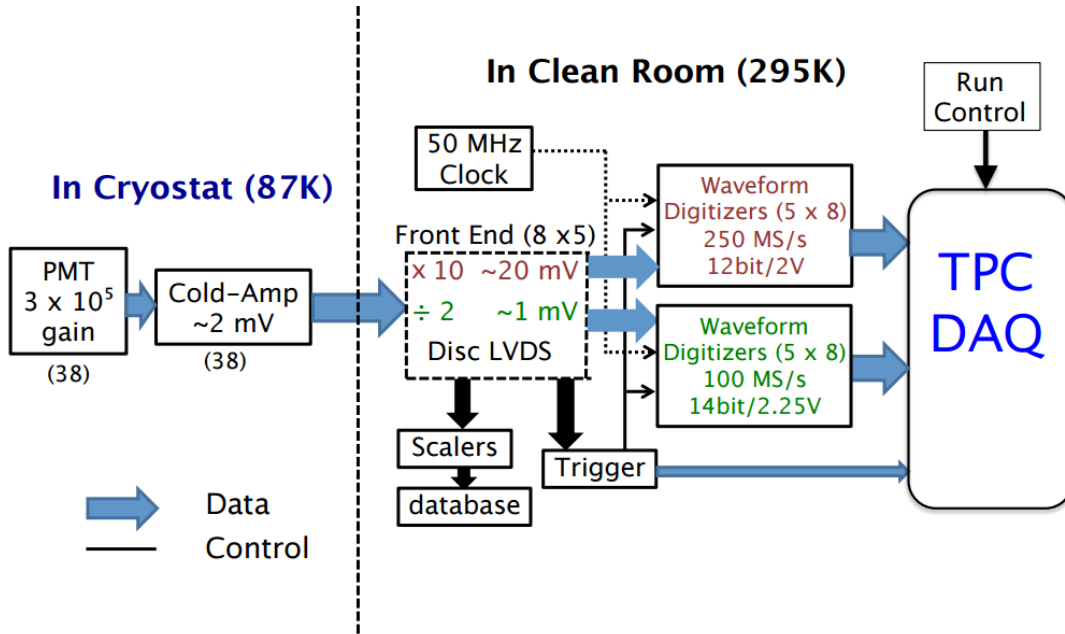 In Clean Room (295K)
In Cryostat (87K)
PMT
3 x 10⁵
gain
(38)
Cold-Amp
~2 mV
(38)
50 MHz
Clock
Front End (8 x5)
x 10 ~20 mV
÷ 2 ~1 mV
Disc LVDS
Scalers
database
Trigger
Waveform
Digitizers (5 x 8)
250 MS/s
12bit/2V
Waveform
Digitizers (5 x 8)
100 MS/s
14bit/2.25V
Run
Control
TPC
DAQ
Data
Control